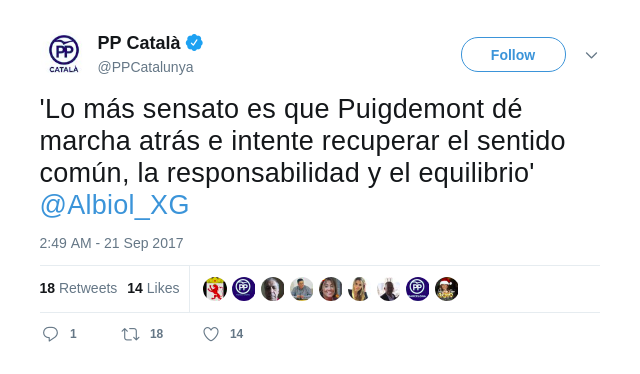 PP
CATALÀ
PP Català
@PPCatalunya
Follow
'Lo más sensato es que Puigdemont dé
marcha atrás e intente recuperar el sentido
común, la responsabilidad y el equilibrio'
@Albiol_XG
2:49 AM - 21 Sep 2017
18 Retweets 14 Likes
PP
PP
1 18 14